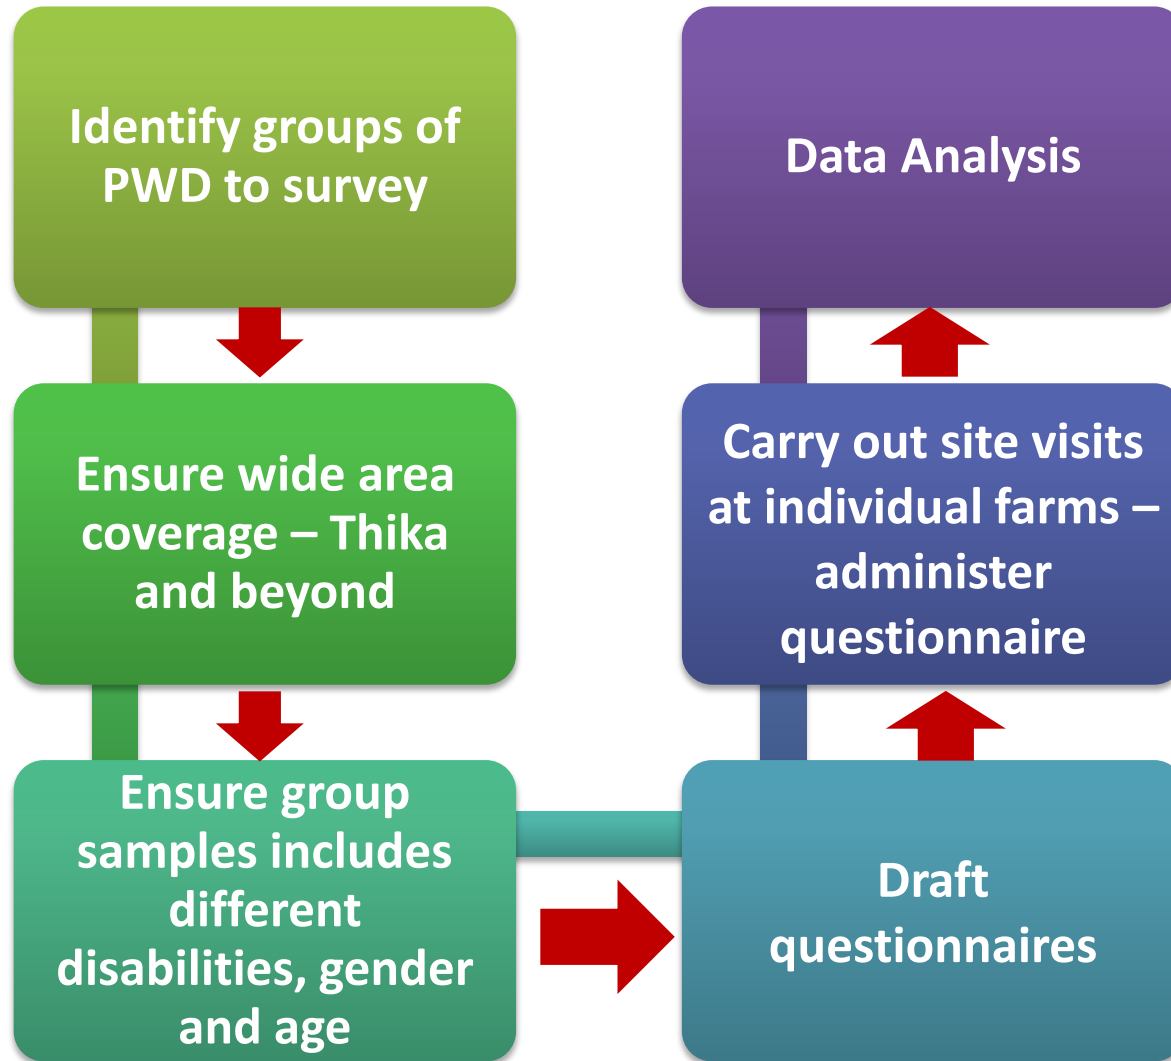 Identify groups of
PWD to survey
Ensure wide area
coverage – Thika
and beyond
Ensure group
samples includes
different
disabilities, gender
and age
Draft
questionnaires
Carry out site visits
at individual farms –
administer
questionnaire
Data Analysis